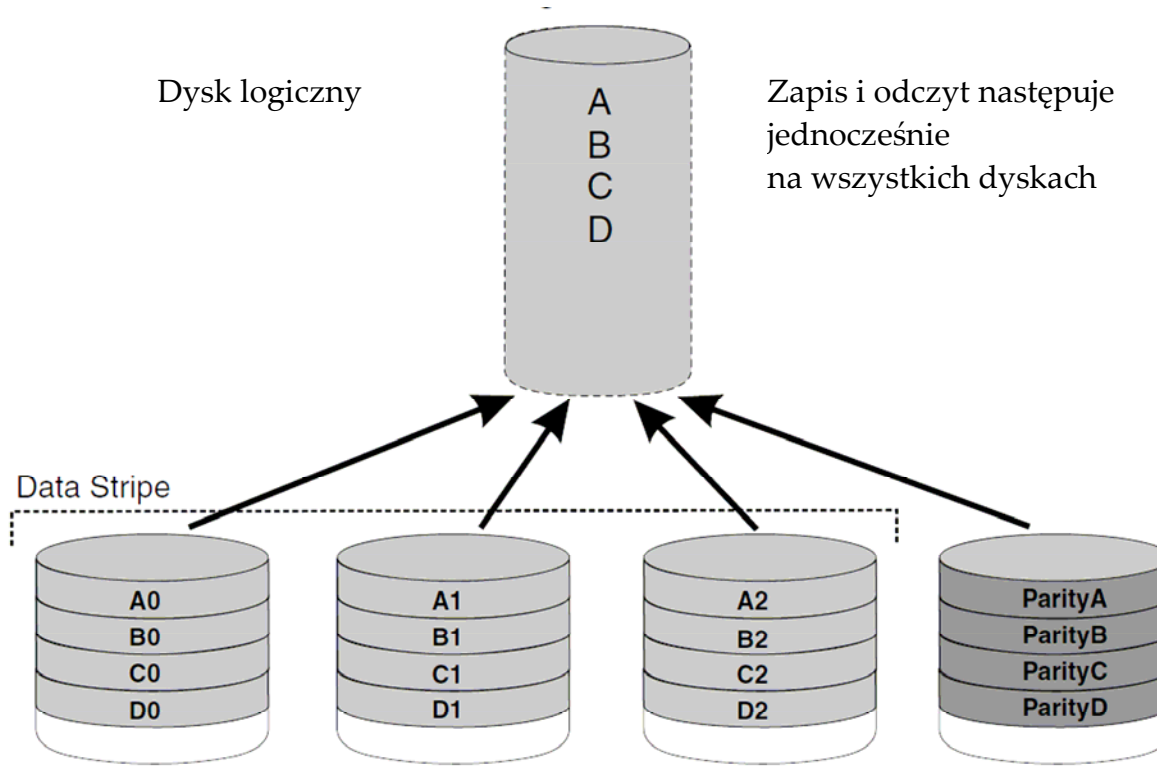 Dysk logiczny
A
B
C
D
Zapis i odczyt następuje
jednocześnie
na wszystkich dyskach
Data Stripe
A0
B0
C0
D0
A1
B1
C1
D1
A2
B2
C2
D2
ParityA
ParityB
ParityC
ParityD